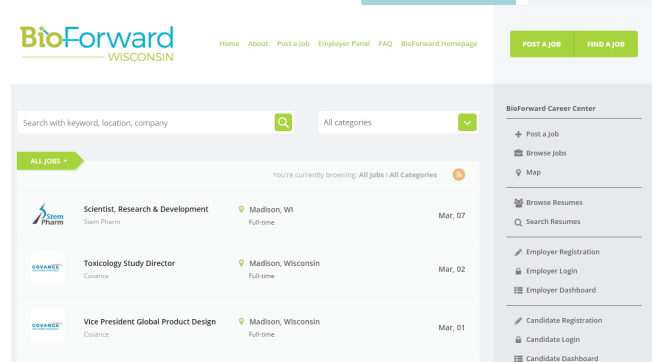 BioForward
WISCONSIN
Home About Post a Job Employer Panel FAQ BioForward Homepage
POST A JOB FIND A JOB
Search with keyword, location, company
All categories
ALL JOBS
You're currently browsing: All Jobs | All Categories
Stem
Pharm
Scientist, Research & Development
Stem Pharm
Madison, WI
Full-time
Mar, 07
COVANCE
Toxicology Study Director
Covance
Madison, Wisconsin
Full-time
Mar, 02
COVANCE
Vice President Global Product Design
Covance
Madison, Wisconsin
Full-time
Mar, 01
BioForward Career Center
Post a Job
Browse Jobs
Map
Browse Resumes
Search Resumes
Employer Registration
Employer Login
Employer Dashboard
Candidate Registration
Candidate Login
Candidate Dashboard